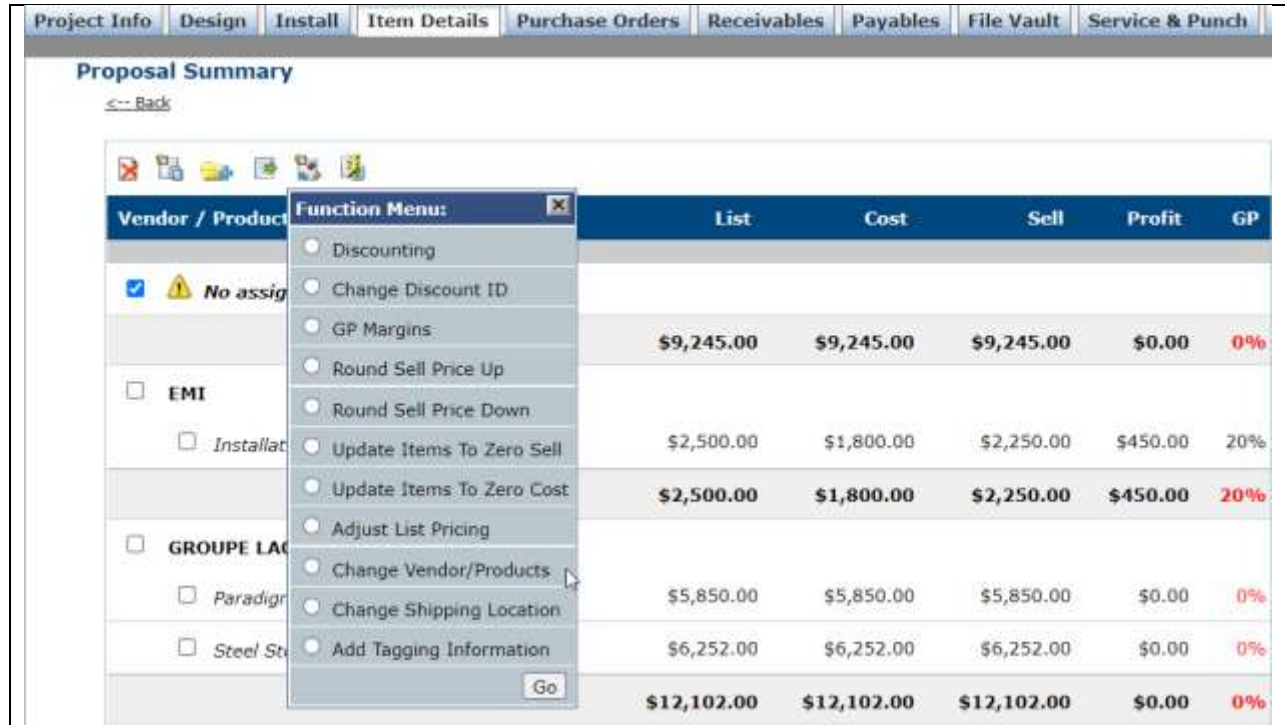 Project Info Design Install Item Details Purchase Orders Receivables Payables File Vault Service & Punch
Proposal Summary
<-- Back
Vendor / Product List Cost Sell Profit GP
Function Menu:
Discounting
Change Discount ID
GP Margins
Round Sell Price Up
Round Sell Price Down
Update Items To Zero Sell
Update Items To Zero Cost
Adjust List Pricing
Change Vendor/Products
Change Shipping Location
Add Tagging Information
Go
No assig
$9,245.00 $9,245.00 $9,245.00 $0.00 0%
EMI
Installat $2,500.00 $1,800.00 $2,250.00 $450.00 20%
$2,500.00 $1,800.00 $2,250.00 $450.00 20%
GROUPE LAC
Paradigr $5,850.00 $5,850.00 $5,850.00 $0.00 0%
Steel Ste $6,252.00 $6,252.00 $6,252.00 $0.00 0%
$12,102.00 $12,102.00 $12,102.00 $0.00 0%